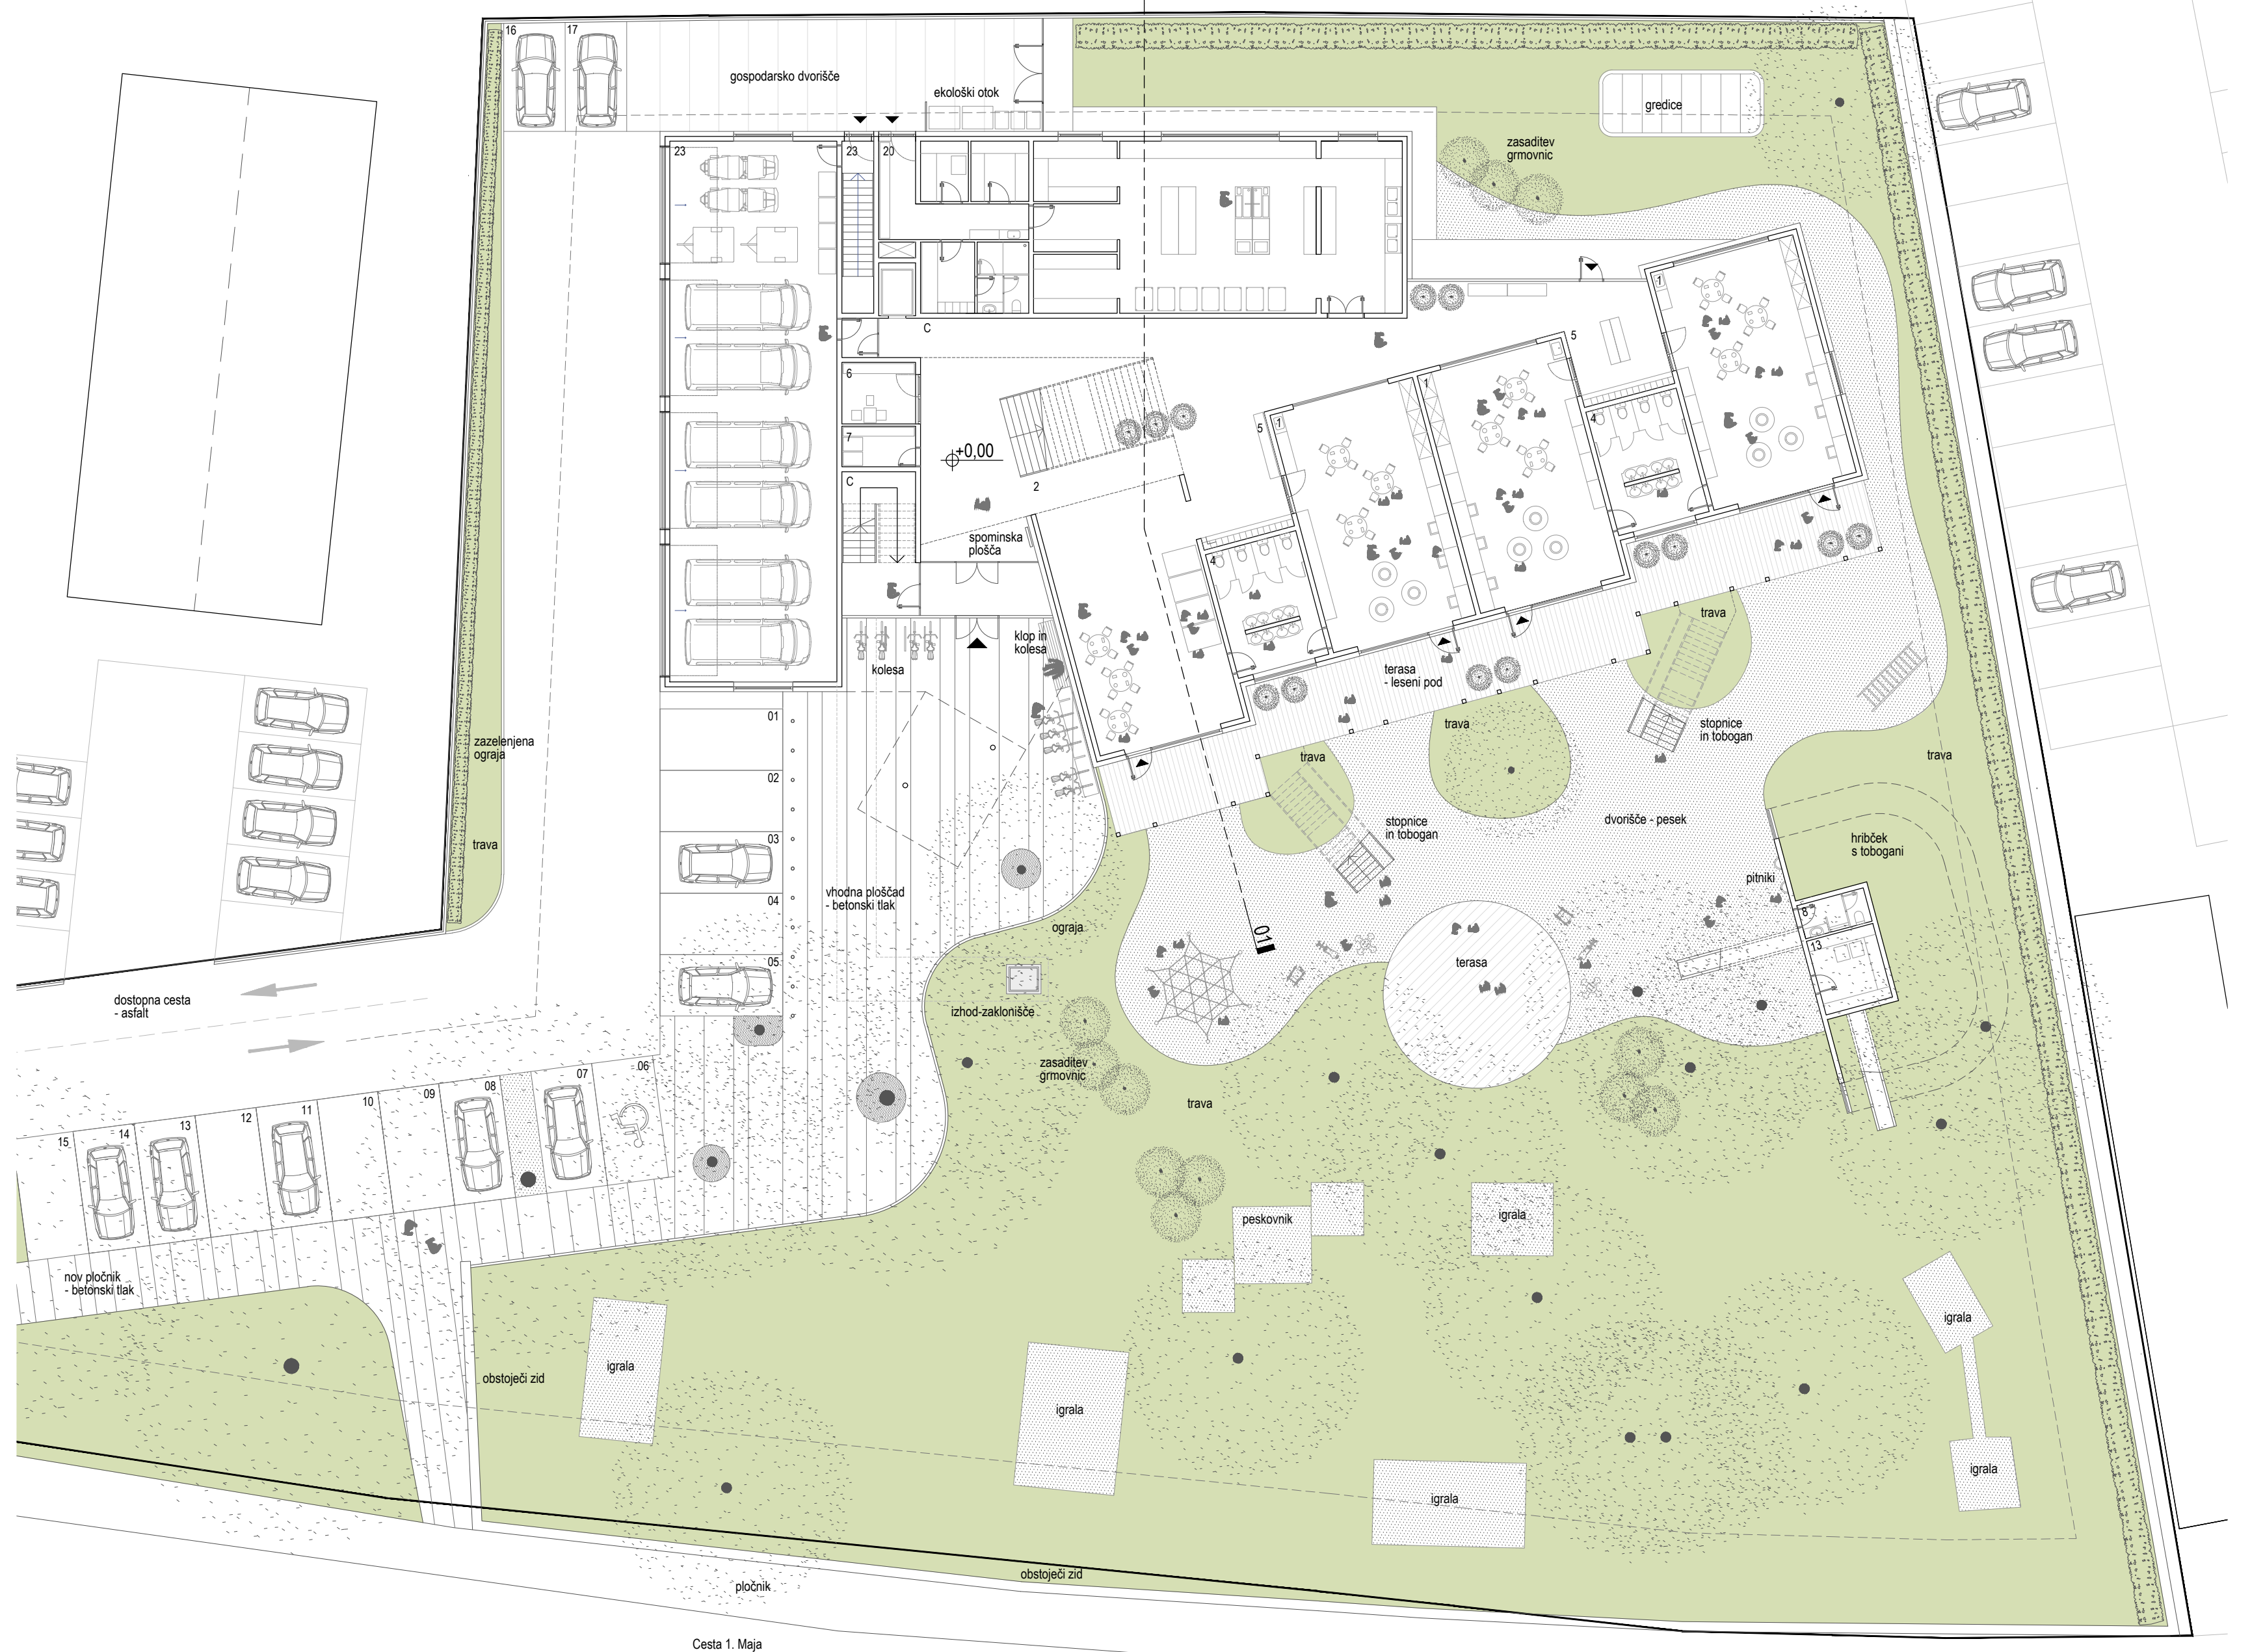 16
17
gospodarsko dvorišče
ekološki otok
gredice
zasaditev
grmovnic
23
23
20
C
1
5
6
1
4
7
5
1
+0,00
C
2
spominska
plošča
4
klop in
kolesa
kolesa
trava
terasa
- leseni pod
01
trava
stopnice
in tobogan
zazelenjena
ograja
trava
trava
02
stopnice
in tobogan
dvorišče - pesek
03
trava
hribček
s tobogani
pitniki
vhodna ploščad
- betonski tlak
04
8
ograja
01
13
05
terasa
dostopna cesta
- asfalt
izhod-zaklonišče
zasaditev
grmovnic
06
07
08
09
10
11
12
13
14
15
trava
peskovnik
igrala
nov pločnik
- betonski tlak
igrala
igrala
obstoječi zid
igrala
igrala
igrala
obstoječi zid
pločnik
Cesta 1. Maja